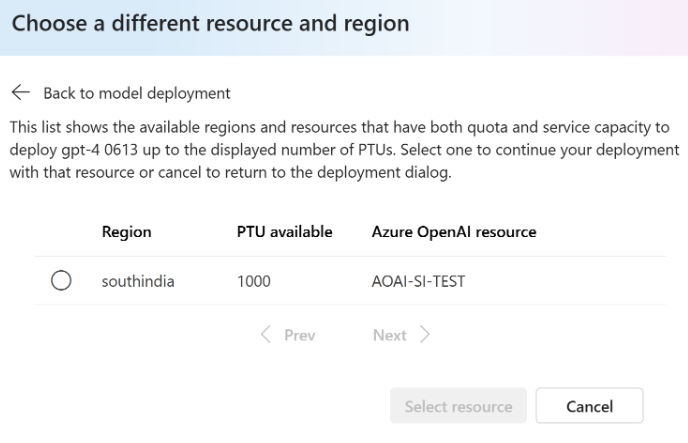 Choose a different resource and region
Back to model deployment
This list shows the available regions and resources that have both quota and service capacity to
deploy gpt-4 0613 up to the displayed number of PTUs. Select one to continue your deployment
with that resource or cancel to return to the deployment dialog.
Region PTU available Azure OpenAI resource
southindia 1000 AOAI-SI-TEST
Prev Next
Select resource Cancel